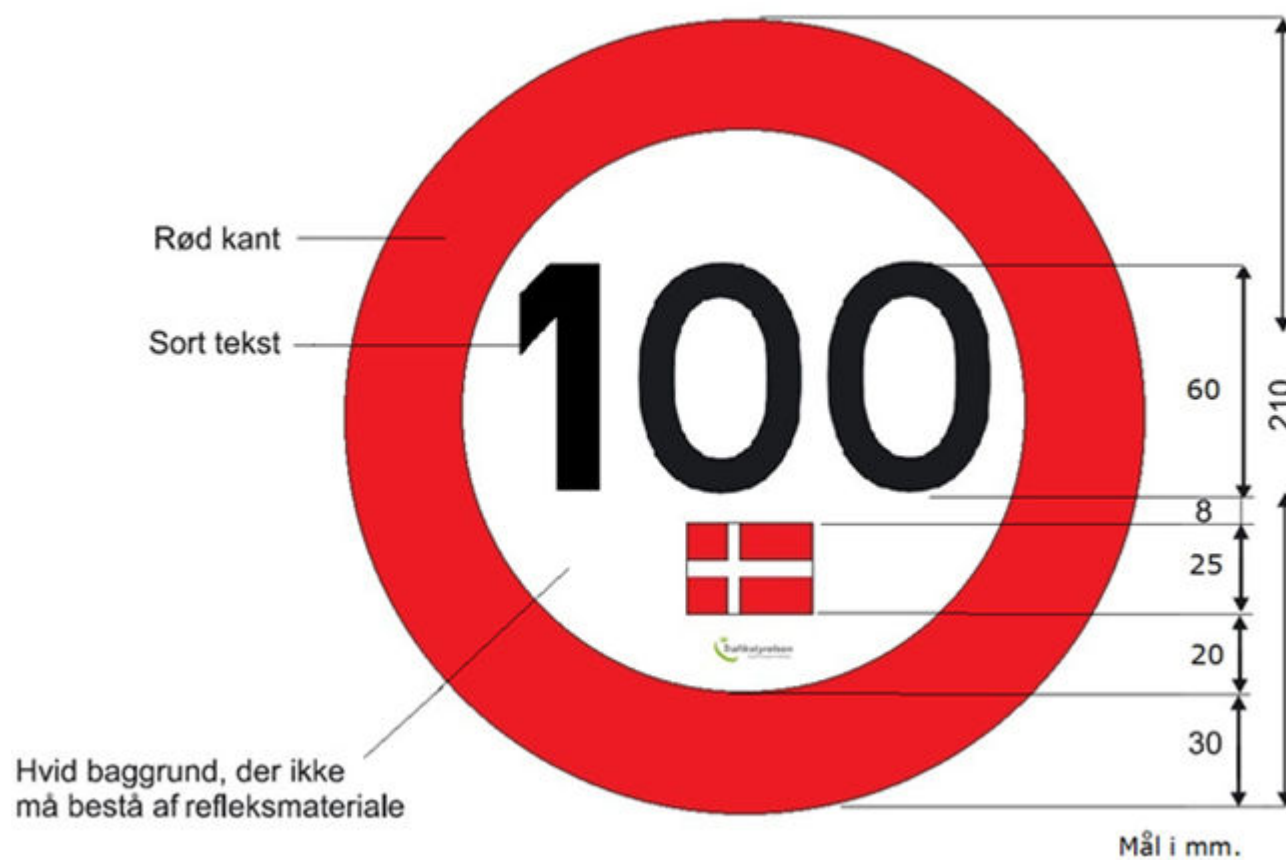 Rød kant
Sort tekst
100
60
210
8
25
Trafikstyrelsen
20
30
Hvid baggrund, der ikke
må bestå af refleksmateriale
Mål i mm.